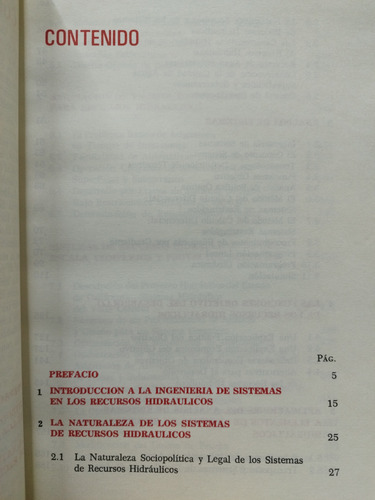 CONTENIDO
PÁG.
PREFACIO 5
1 INTRODUCCION A LA INGENIERIA DE SISTEMAS
EN LOS RECURSOS HIDRAULICOS 15
2 LA NATURALEZA DE LOS SISTEMAS
DE RECURSOS HIDRAULICOS 25
2.1 La Naturaleza Sociopolítica y Legal de los Sistemas
de Recursos Hidráulicos 27